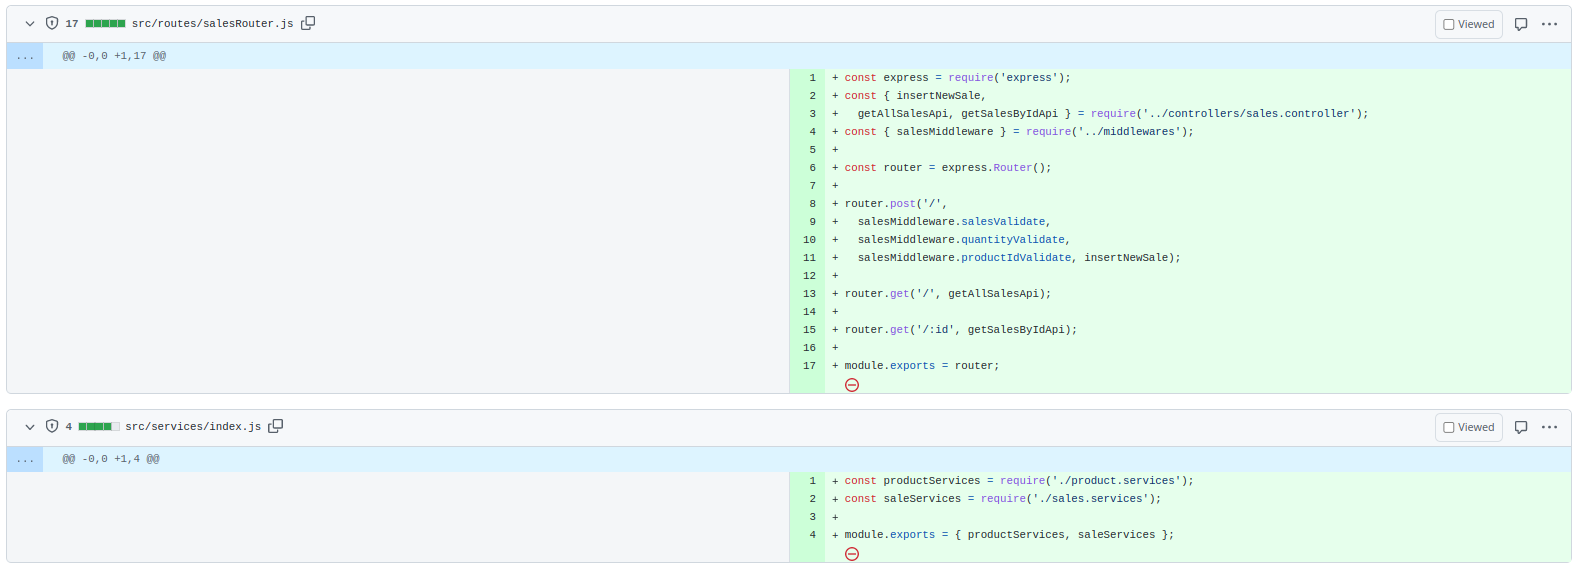 17 src/routes/salesRouter.js Viewed
... @@ -0,0 +1,17 @@
1 + const express = require('express');
2 + const { insertNewSale,
3 +   getAllSalesApi, getSalesByIdApi } = require('../controllers/sales.controller');
4 + const { salesMiddleware } = require('../middlewares');
5 +
6 + const router = express.Router();
7 +
8 + router.post('/',
9 +   salesMiddleware.salesValidate,
10 +   salesMiddleware.quantityValidate,
11 +   salesMiddleware.productIdValidate, insertNewSale);
12 +
13 + router.get('/', getAllSalesApi);
14 +
15 + router.get('/:id', getSalesByIdApi);
16 +
17 + module.exports = router;
4 src/services/index.js Viewed
... @@ -0,0 +1,4 @@
1 + const productServices = require('./product.services');
2 + const saleServices = require('./sales.services');
3 +
4 + module.exports = { productServices, saleServices };